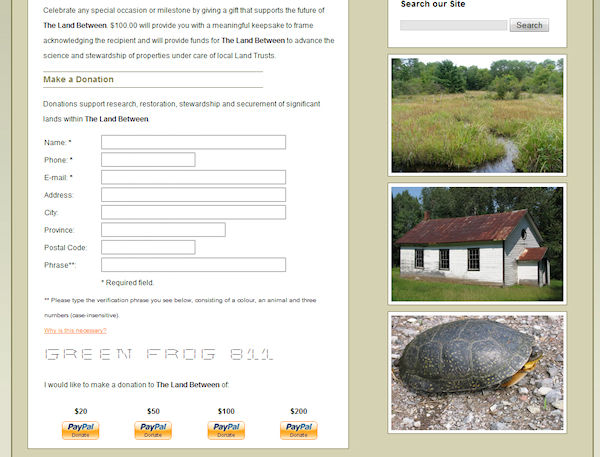 Celebrate any special occasion or milestone by giving a gift that supports the future of
The Land Between. $100.00 will provide you with a meaningful keepsake to frame
acknowledging the recipient and will provide funds for The Land Between to advance the
science and stewardship of properties under care of local Land Trusts.
Make a Donation
Donations support research, restoration, stewardship and securement of significant
lands within The Land Between.
Name: *
Phone: *
E-mail: *
Address:
City:
Province:
Postal Code:
Phrase**:
* Required field.
** Please type the verification phrase you see below, consisting of a colour, an animal and three
numbers (case-insensitive).
Why is this necessary?
GREEN FROG
I would like to make a donation to The Land Between of:
$20 $50 $100 $200
PayPal PayPal PayPal PayPal
Donate Donate Donate Donate
Search our Site
Search